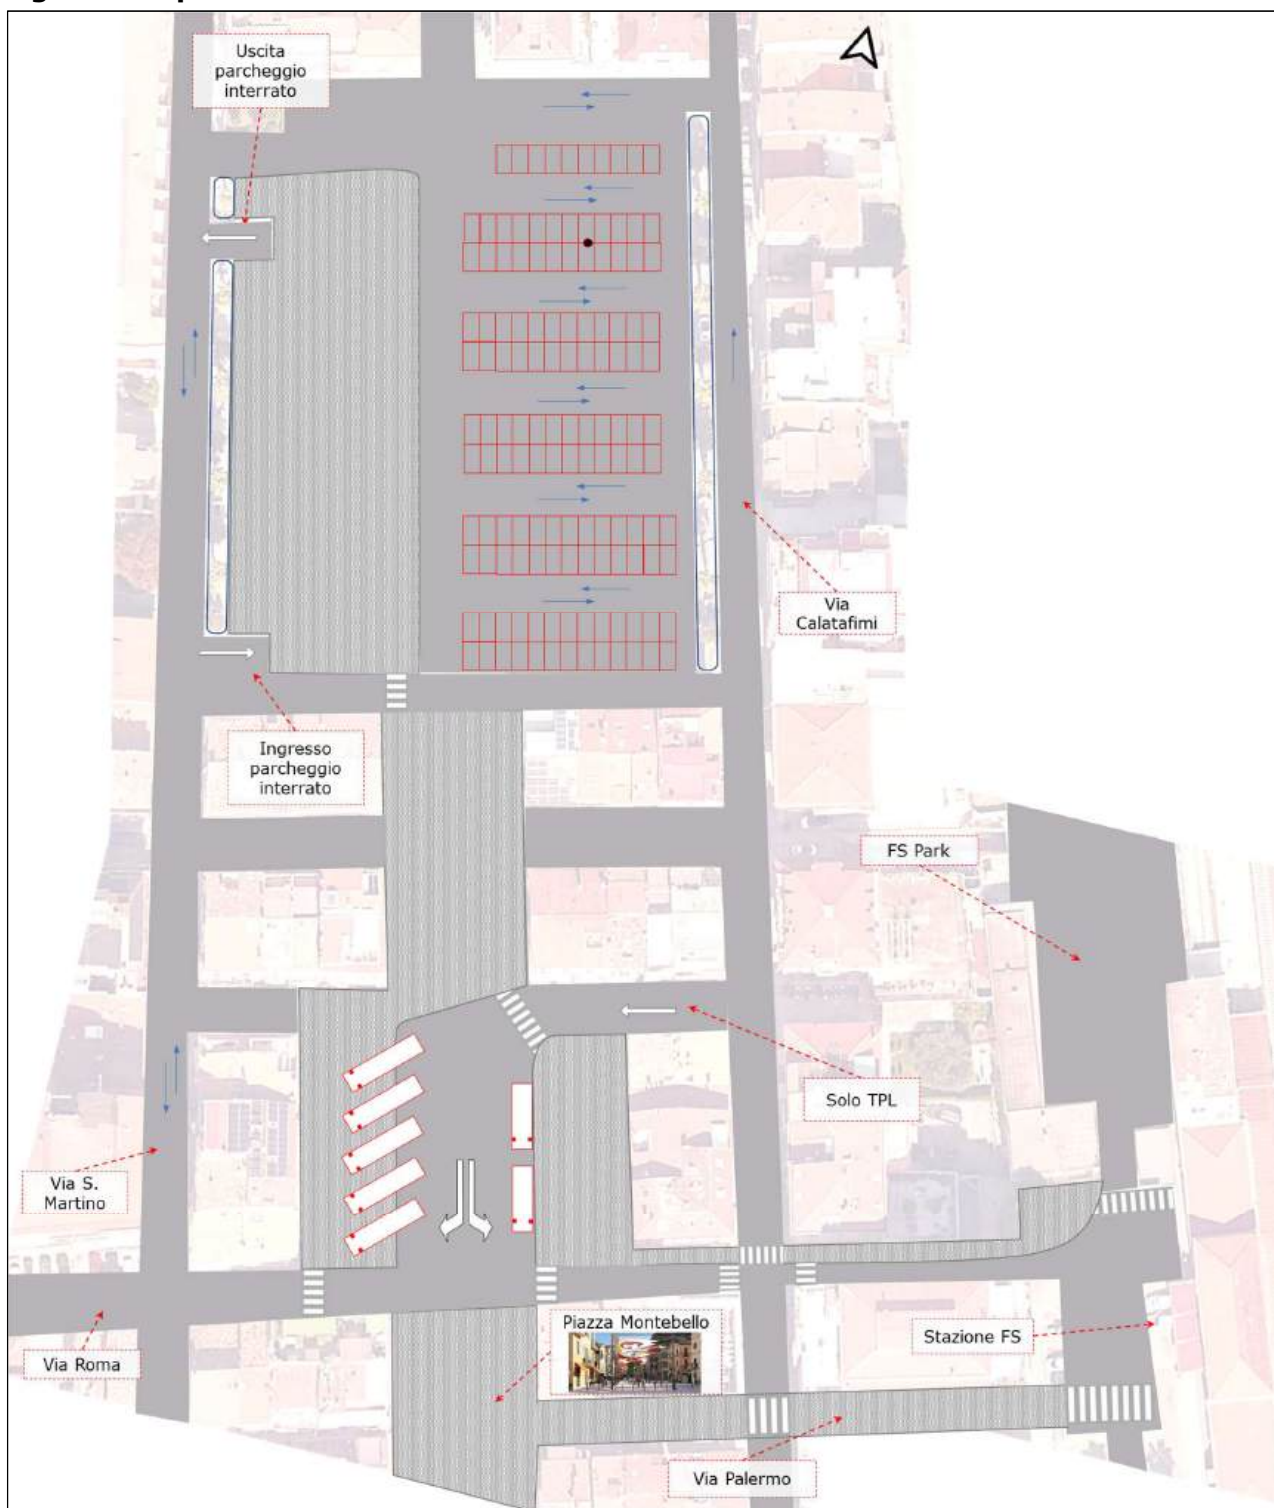 Uscita
parcheggio
interrato
Via
Calatafimi
Ingresso
parcheggio
interrato
FS Park
Solo TPL
Via S.
Martino
Piazza Montebello
Stazione FS
Via Roma
Via Palermo